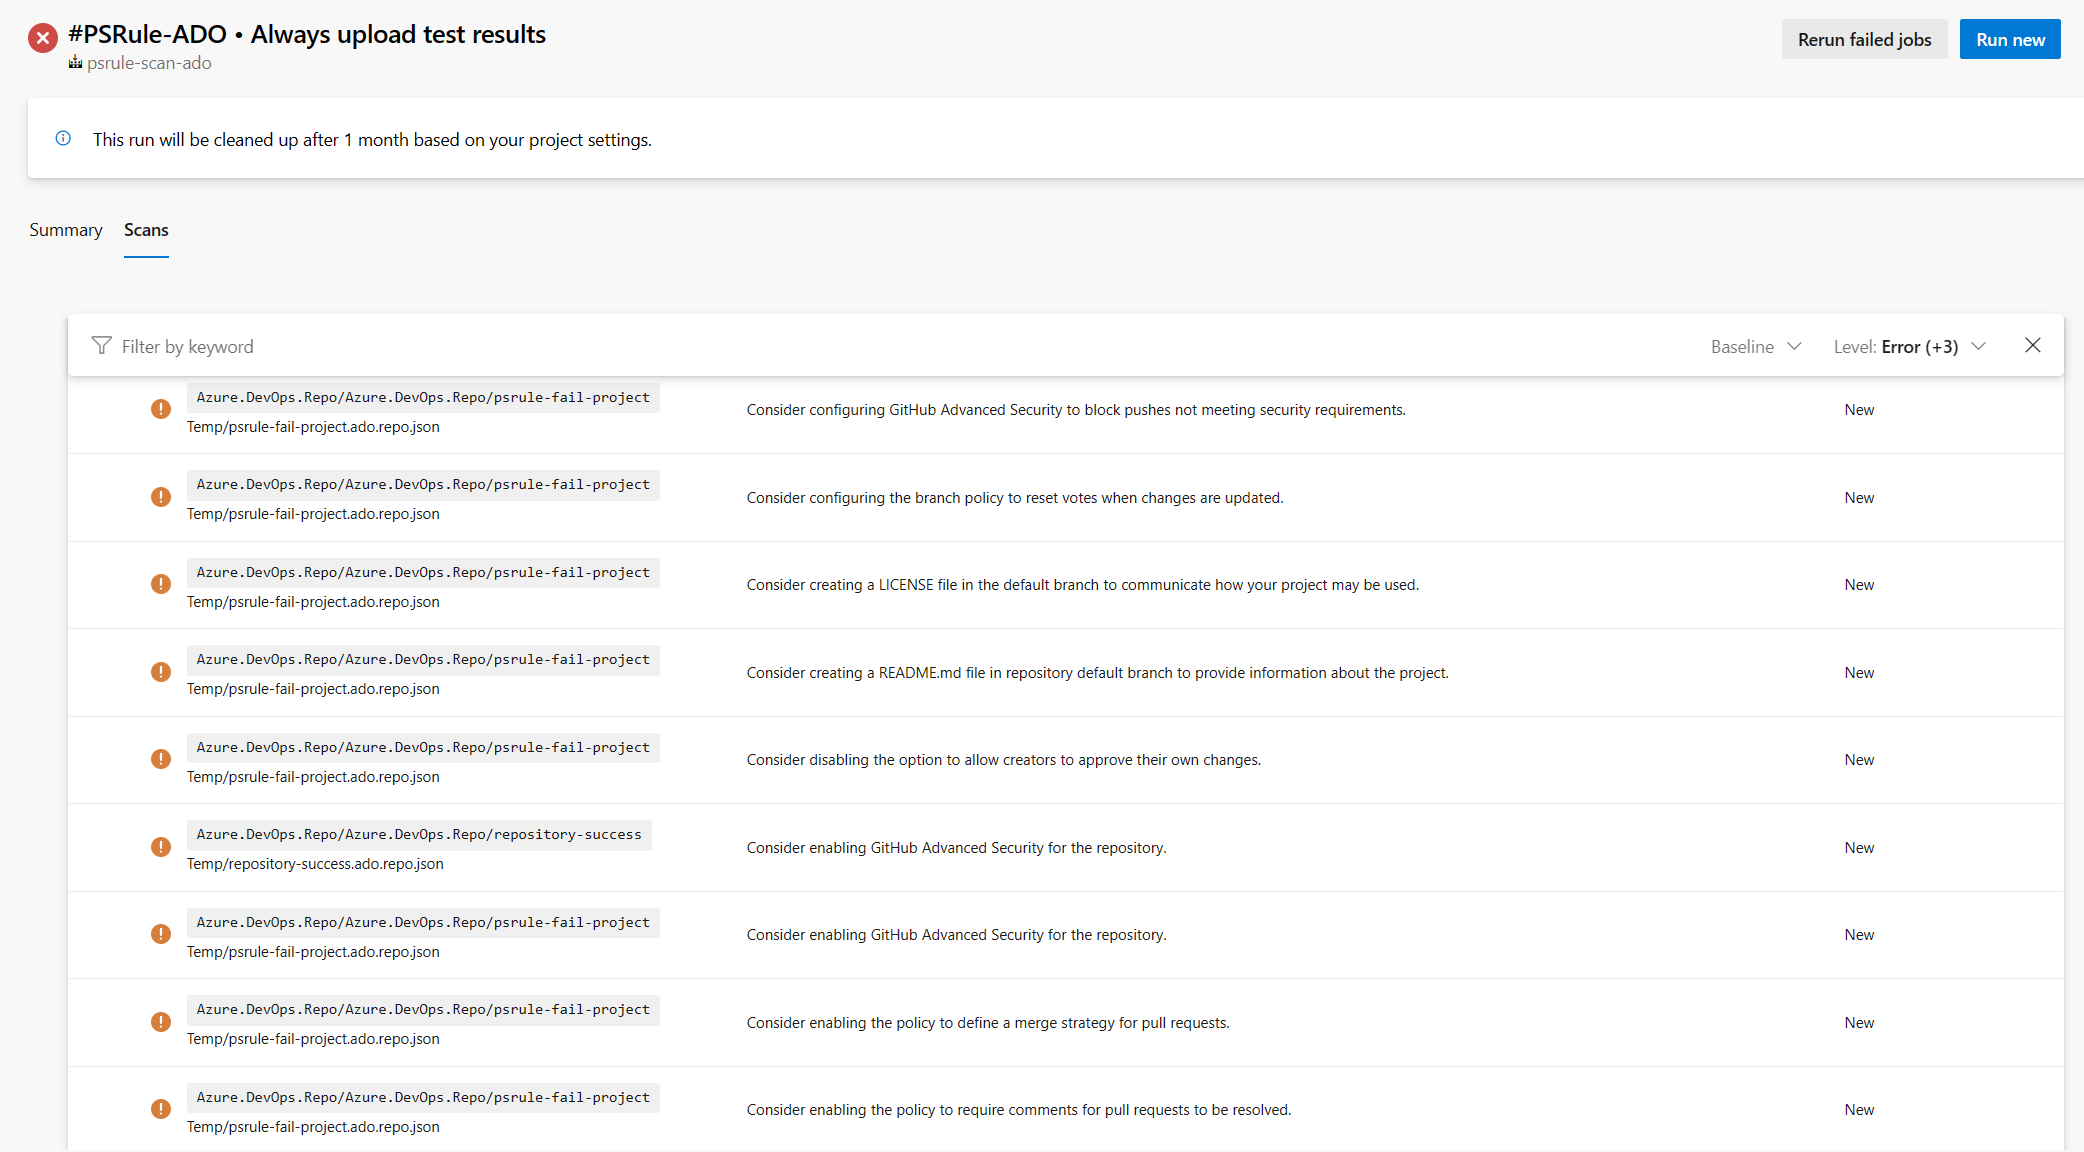 #PSRule-ADO • Always upload test results
psrule-scan-ado
Rerun failed jobs
Run new
This run will be cleaned up after 1 month based on your project settings.
Summary
Scans
Filter by keyword
Baseline
Level: Error (+3)
Azure.DevOps.Repo/Azure.DevOps.Repo/psrule-fail-project
Temp/psrule-fail-project.ado.repo.json
Consider configuring GitHub Advanced Security to block pushes not meeting security requirements.
New
Azure.DevOps.Repo/Azure.DevOps.Repo/psrule-fail-project
Temp/psrule-fail-project.ado.repo.json
Consider configuring the branch policy to reset votes when changes are updated.
New
Azure.DevOps.Repo/Azure.DevOps.Repo/psrule-fail-project
Temp/psrule-fail-project.ado.repo.json
Consider creating a LICENSE file in the default branch to communicate how your project may be used.
New
Azure.DevOps.Repo/Azure.DevOps.Repo/psrule-fail-project
Temp/psrule-fail-project.ado.repo.json
Consider creating a README.md file in repository default branch to provide information about the project.
New
Azure.DevOps.Repo/Azure.DevOps.Repo/psrule-fail-project
Temp/psrule-fail-project.ado.repo.json
Consider disabling the option to allow creators to approve their own changes.
New
Azure.DevOps.Repo/Azure.DevOps.Repo/repository-success
Temp/repository-success.ado.repo.json
Consider enabling GitHub Advanced Security for the repository.
New
Azure.DevOps.Repo/Azure.DevOps.Repo/psrule-fail-project
Temp/psrule-fail-project.ado.repo.json
Consider enabling GitHub Advanced Security for the repository.
New
Azure.DevOps.Repo/Azure.DevOps.Repo/psrule-fail-project
Temp/psrule-fail-project.ado.repo.json
Consider enabling the policy to define a merge strategy for pull requests.
New
Azure.DevOps.Repo/Azure.DevOps.Repo/psrule-fail-project
Temp/psrule-fail-project.ado.repo.json
Consider enabling the policy to require comments for pull requests to be resolved.
New